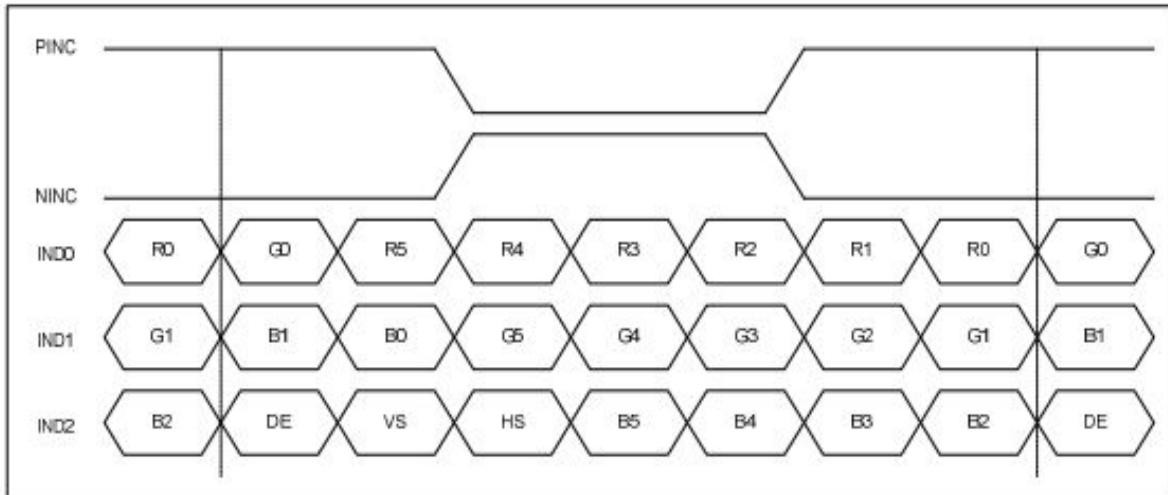 PINC
NINC
IND0 R0 G0 R5 R4 R3 R2 R1 R0 G0
IND1 G1 B1 B0 G5 G4 G3 G2 G1 B1
IND2 B2 DE VS HS B5 B4 B3 B2 DE